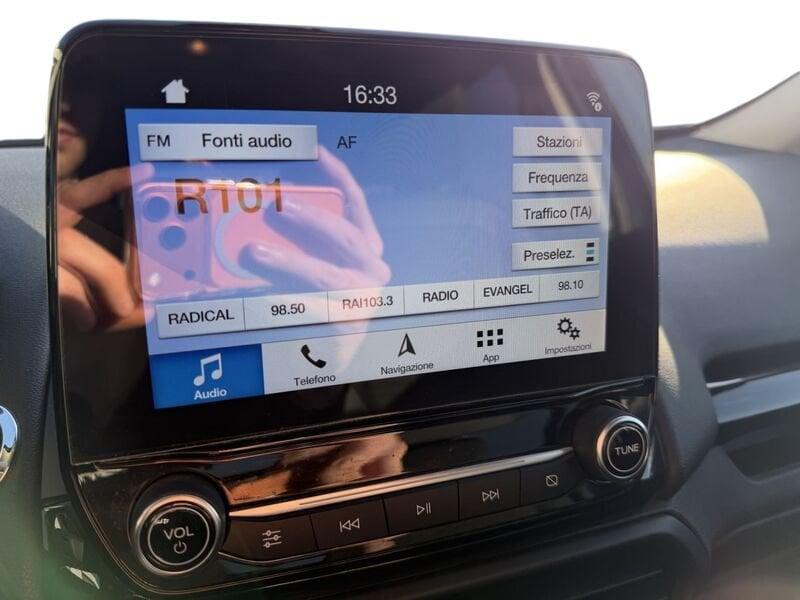 16:33
FM Fonti audio AF Stazioni
R101 Frequenza
Traffico (TA)
Preselez.
RADICAL 98.50 RAI103.3 RADIO EVANGEL 98.10
Audio Telefono Navigazione App Impostazioni
VOL TUNE